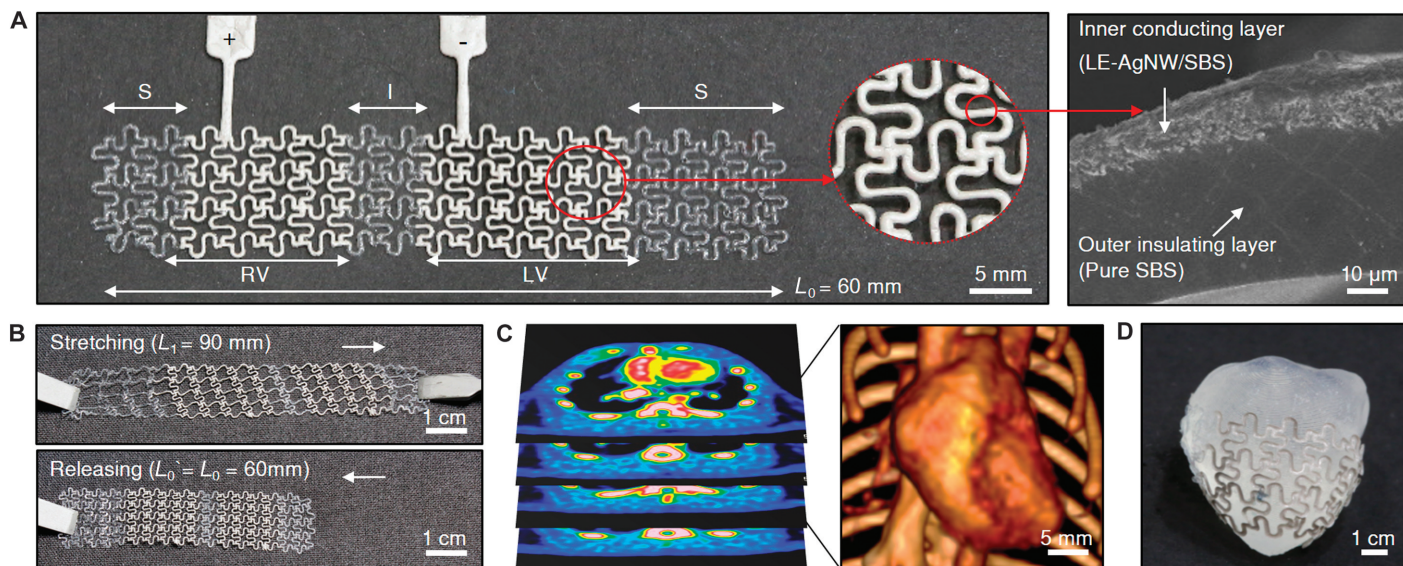 A
+
-
S
I
S
RV
LV
L0 = 60 mm
5 mm
Inner conducting layer
(LE-AgNW/SBS)
Outer insulating layer
(Pure SBS)
10 µm
B
Stretching (L1 = 90 mm)
1 cm
Releasing (L0` = L0 = 60mm)
1 cm
C
5 mm
D
1 cm